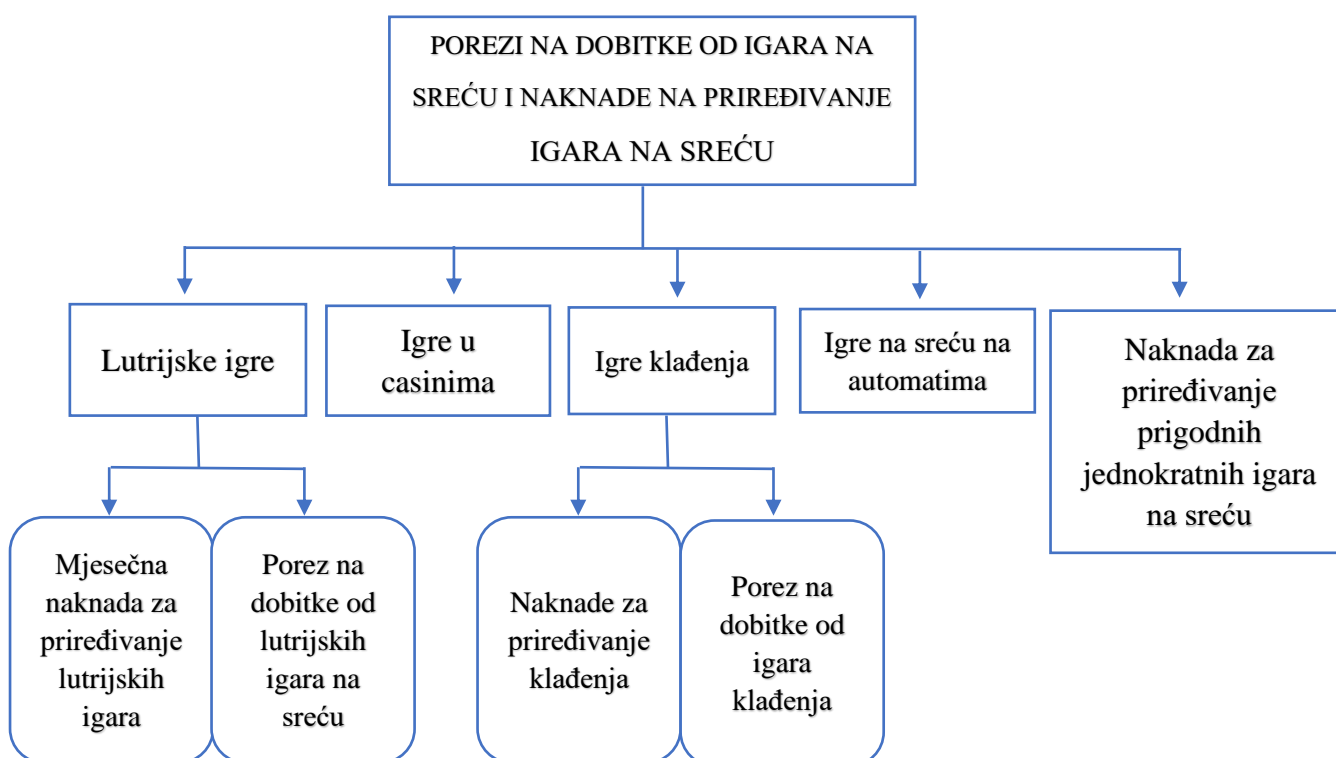 POREZI NA DOBITKE OD IGARA NA
SREĆU I NAKNADE NA PRIREĐIVANJE
IGARA NA SREĆU
Lutrijske igre
Igre u
casinima
Igre klađenja
Igre na sreću na
automatima
Naknada za
priređivanje
prigodnih
jednokratnih igara
na sreću
Mjesečna
naknada za
priređivanje
lutrijskih
igara
Porez na
dobitke od
lutrijskih
igara na
sreću
Naknade za
priređivanje
klađenja
Porez na
dobitke od
igara
klađenja